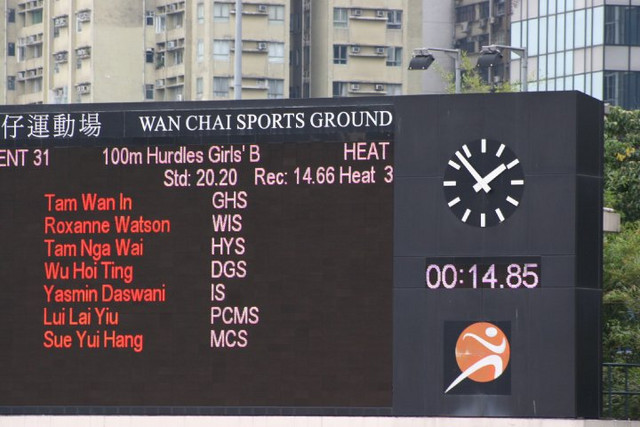 仔運動場 WAN CHAI SPORTS GROUND
ENT 31 100m Hurdles Girls' B HEAT
Std: 20.20 Rec: 14.66 Heat 3
Tam Wan In GHS
Roxanne Watson WIS
Tam Nga Wai HYS
Wu Hoi Ting DGS
Yasmin Daswani IS
Lui Lai Yiu PCMS
Sue Yui Hang MCS
00:14.85